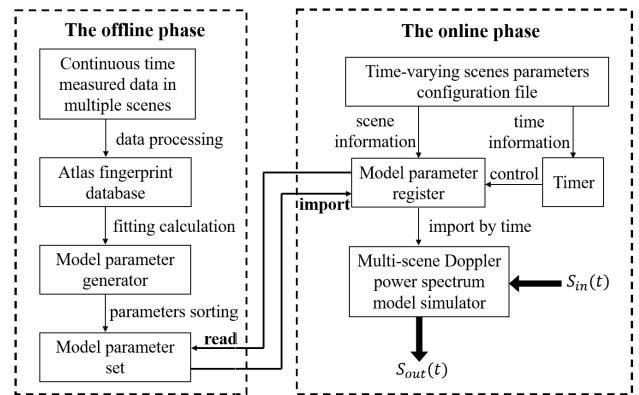 The offline phase
Continuous time
measured data in
multiple scenes
data processing
Atlas fingerprint
database
fitting calculation
Model parameter
generator
parameters sorting
Model parameter
set
read
import
The online phase
Time-varying scenes parameters
configuration file
scene
information
time
information
Model parameter
register
control
Timer
import by time
Multi-scene Doppler
power spectrum
model simulator
S_in(t)
S_out(t)